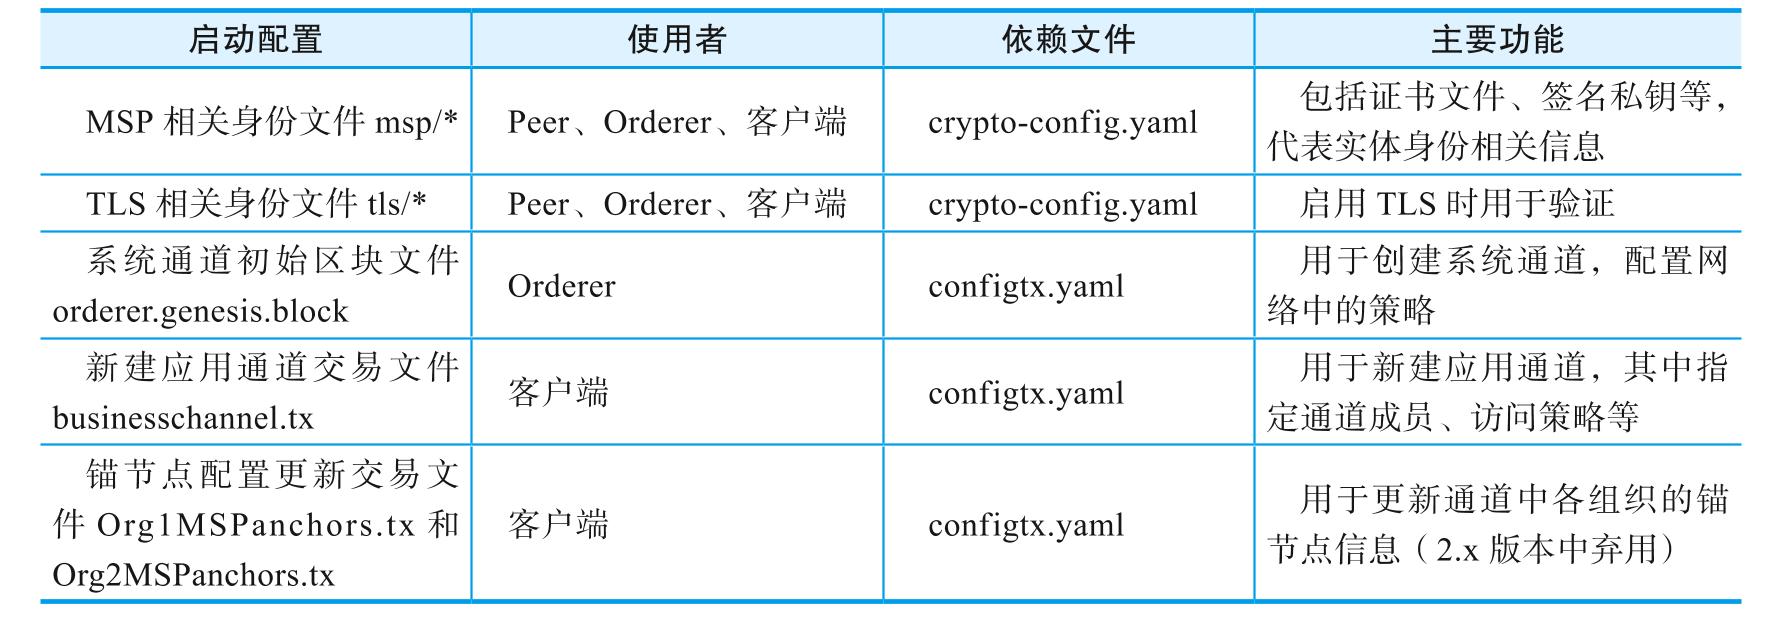 启动配置 使用者 依赖文件 主要功能
MSP 相关身份文件 msp/* Peer、Orderer、客户端 crypto-config.yaml 包括证书文件、签名私钥等，
代表实体身份相关信息
TLS 相关身份文件 tls/* Peer、Orderer、客户端 crypto-config.yaml 启用 TLS 时用于验证
系统通道初始区块文件
orderer.genesis.block
Orderer
configtx.yaml
用于创建系统通道，配置网
络中的策略
新建应用通道交易文件
businesschannel.tx
客户端
configtx.yaml
用于新建应用通道，其中指
定通道成员、访问策略等
锚节点配置更新交易文
件 Org1MSPanchors.tx 和
Org2MSPanchors.tx
客户端
configtx.yaml
用于更新通道中各组织的锚
节点信息（2.x 版本中弃用）